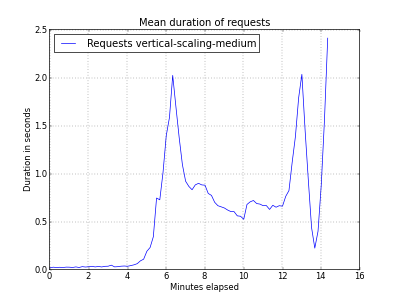 Mean duration of requests
Requests vertical-scaling-medium
Duration in seconds
2.5
2.0
1.5
1.0
0.5
0.0
0 2 4 6 8 10 12 14 16
Minutes elapsed